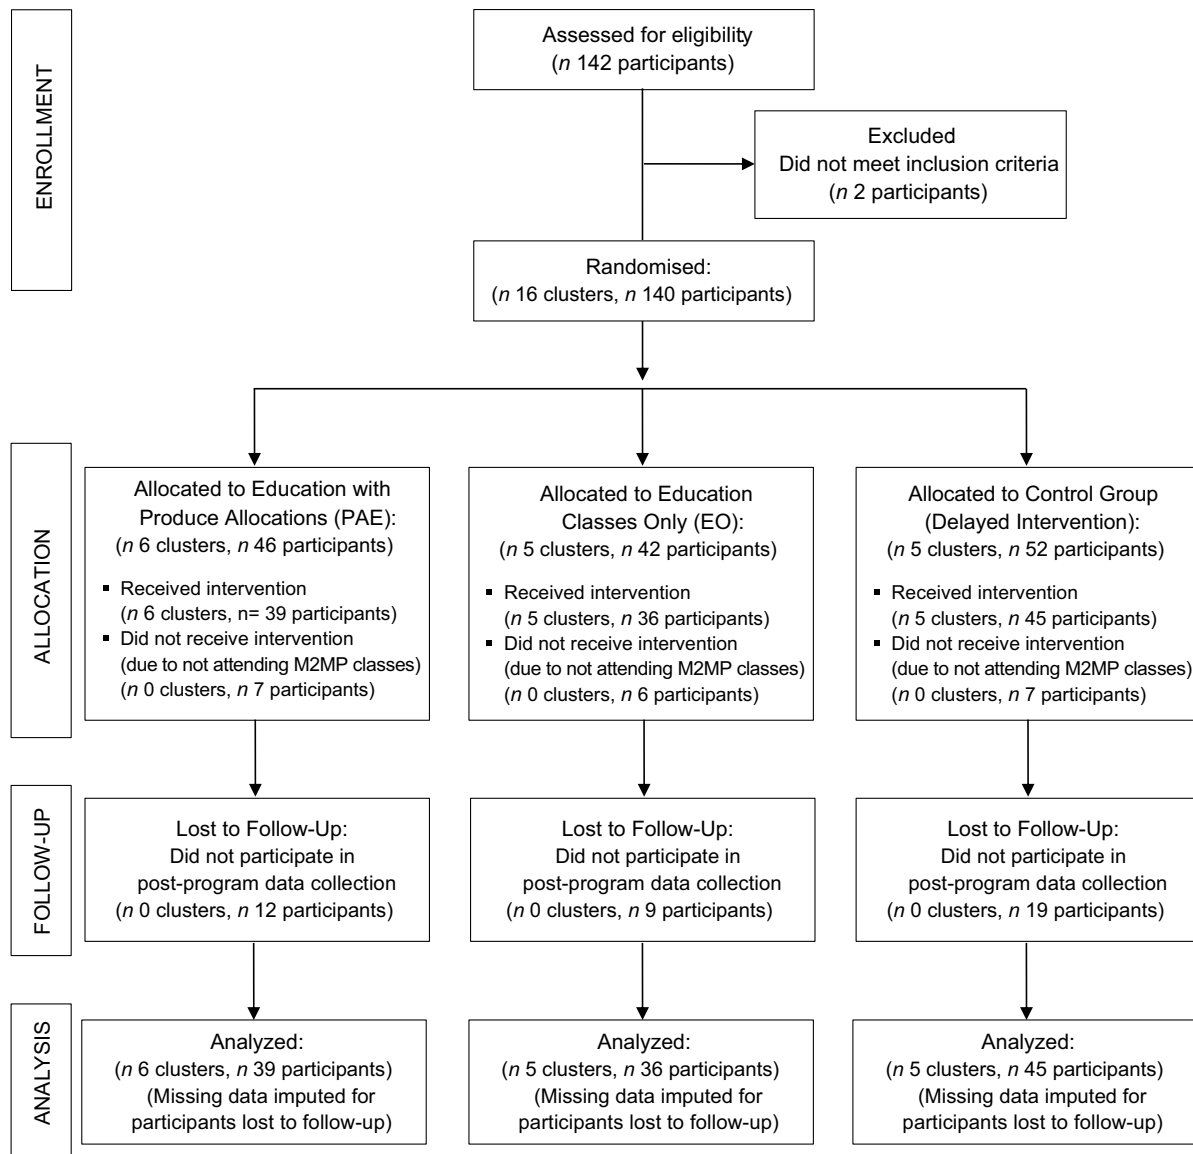 ENROLLMENT
Assessed for eligibility
(n 142 participants)
Excluded
Did not meet inclusion criteria
(n 2 participants)
Randomised:
(n 16 clusters, n 140 participants)
ALLOCATION
Allocated to Education with
Produce Allocations (PAE):
(n 6 clusters, n 46 participants)
▪ Received intervention
(n 6 clusters, n= 39 participants)
▪ Did not receive intervention
(due to not attending M2MP classes)
(n 0 clusters, n 7 participants)
Allocated to Education
Classes Only (EO):
(n 5 clusters, n 42 participants)
▪ Received intervention
(n 5 clusters, n 36 participants)
▪ Did not receive intervention
(due to not attending M2MP classes)
(n 0 clusters, n 6 participants)
Allocated to Control Group
(Delayed Intervention):
(n 5 clusters, n 52 participants)
▪ Received intervention
(n 5 clusters, n 45 participants)
▪ Did not receive intervention
(due to not attending M2MP classes)
(n 0 clusters, n 7 participants)
FOLLOW-UP
Lost to Follow-Up:
Did not participate in
post-program data collection
(n 0 clusters, n 12 participants)
Lost to Follow-Up:
Did not participate in
post-program data collection
(n 0 clusters, n 9 participants)
Lost to Follow-Up:
Did not participate in
post-program data collection
(n 0 clusters, n 19 participants)
ANALYSIS
Analyzed:
(n 6 clusters, n 39 participants)
(Missing data imputed for
participants lost to follow-up)
Analyzed:
(n 5 clusters, n 36 participants)
(Missing data imputed for
participants lost to follow-up)
Analyzed:
(n 5 clusters, n 45 participants)
(Missing data imputed for
participants lost to follow-up)